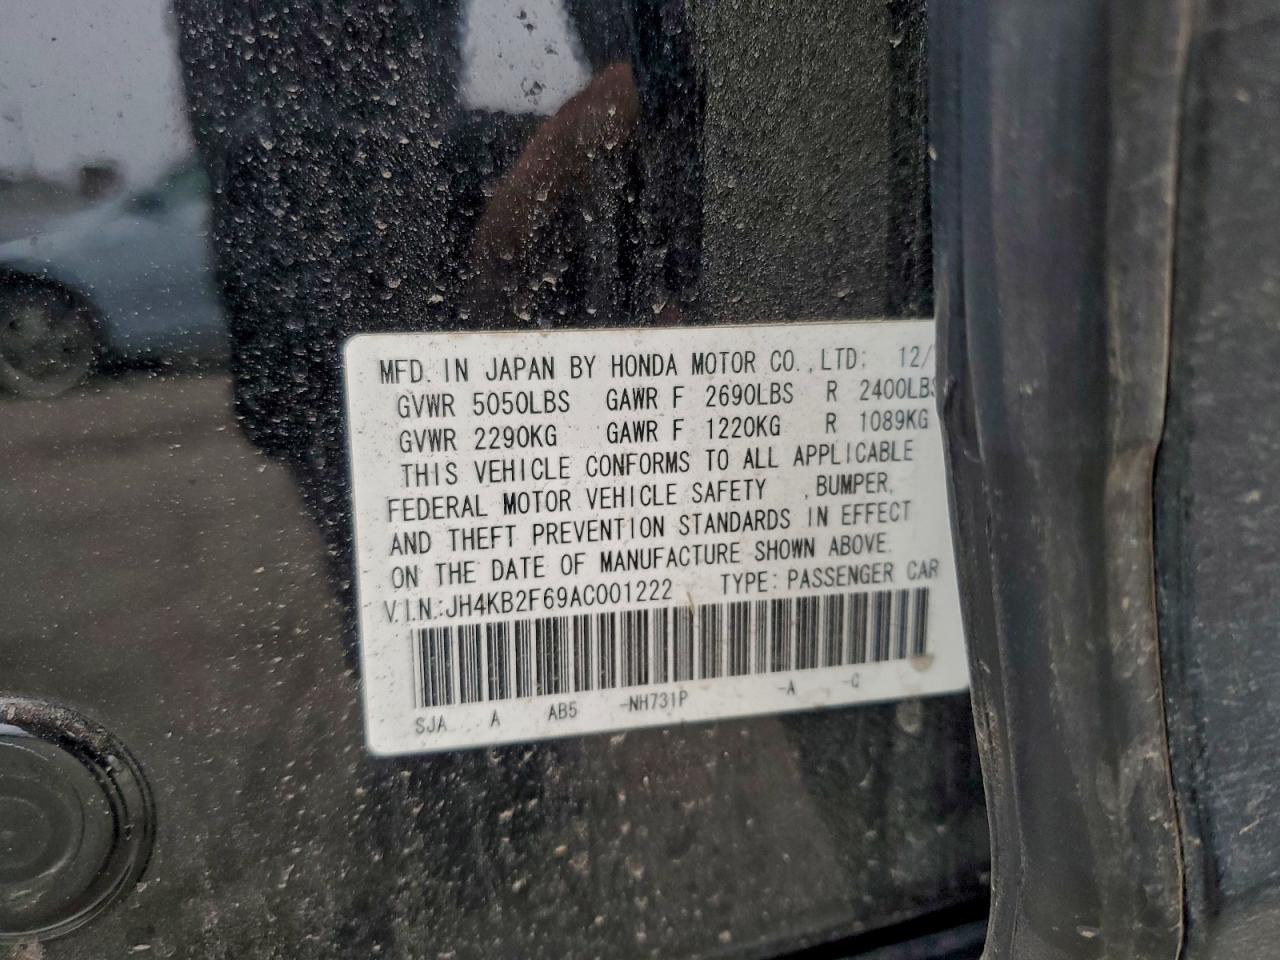 MFD. IN JAPAN BY HONDA MOTOR CO., LTD; 12/
GVWR 5050LBS GAWR F 2690LBS R 2400LBS
GVWR 2290KG GAWR F 1220KG R 1089KG
THIS VEHICLE CONFORMS TO ALL APPLICABLE
FEDERAL MOTOR VEHICLE SAFETY , BUMPER,
AND THEFT PREVENTION STANDARDS IN EFFECT
ON THE DATE OF MANUFACTURE SHOWN ABOVE.
V.I.N.:JH4KB2F69AC001222 TYPE: PASSENGER CAR
SJA A AB5 -NH731P -A -C